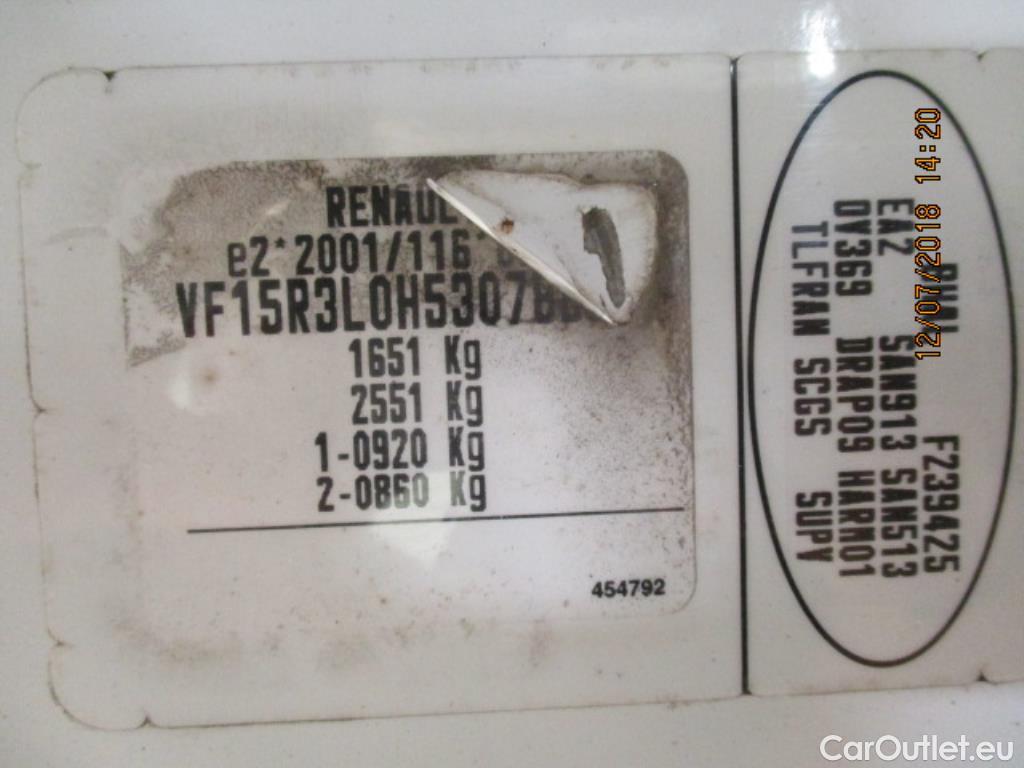 RENAUL
e2*2001/116*
VF15R3L0H5307
1651 Kg
2551 Kg
1-0920 Kg
2-0860 Kg
454792
F239425
EA2 SAN913 SAN513
DV369 DRAP09 HARM01
TLFRAN SCGS 5UPV
12/07/2018 14:20
CarOutlet.eu